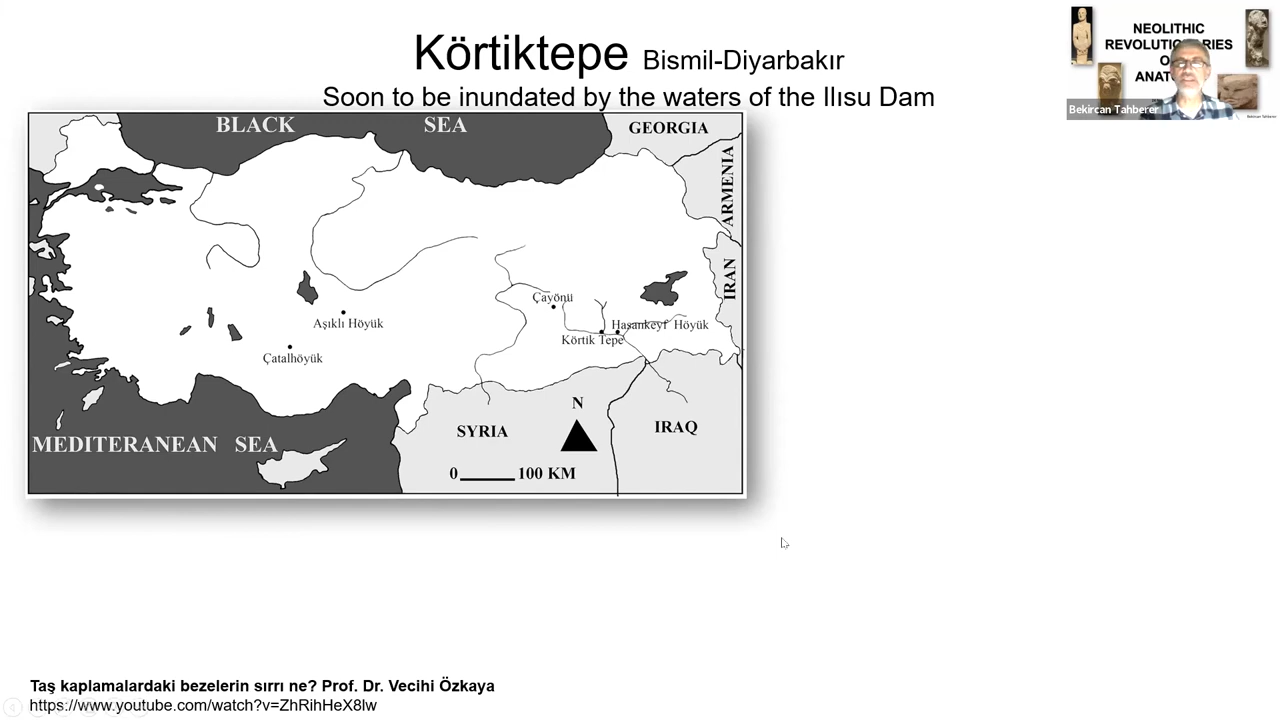 Körtiktepe Bismil-Diyarbakır
Soon to be inundated by the waters of the Ilısu Dam
NEOLITHIC
REVOLUTIONARIES
Bekircan Tahberer
Bekircan Tahberer
BLACK SEA
GEORGIA
ARMENIA
IRAN
Çayönü
Aşıklı Höyük
Hasankeyf Höyük
Körtik Tepe
Çatalhöyük
N
MEDITERANEAN SEA
SYRIA
IRAQ
0 100 KM
Taş kaplamalardaki bezelerin sırrı ne? Prof. Dr. Vecihi Özkaya
https://www.youtube.com/watch?v=ZhRihHeX8lw